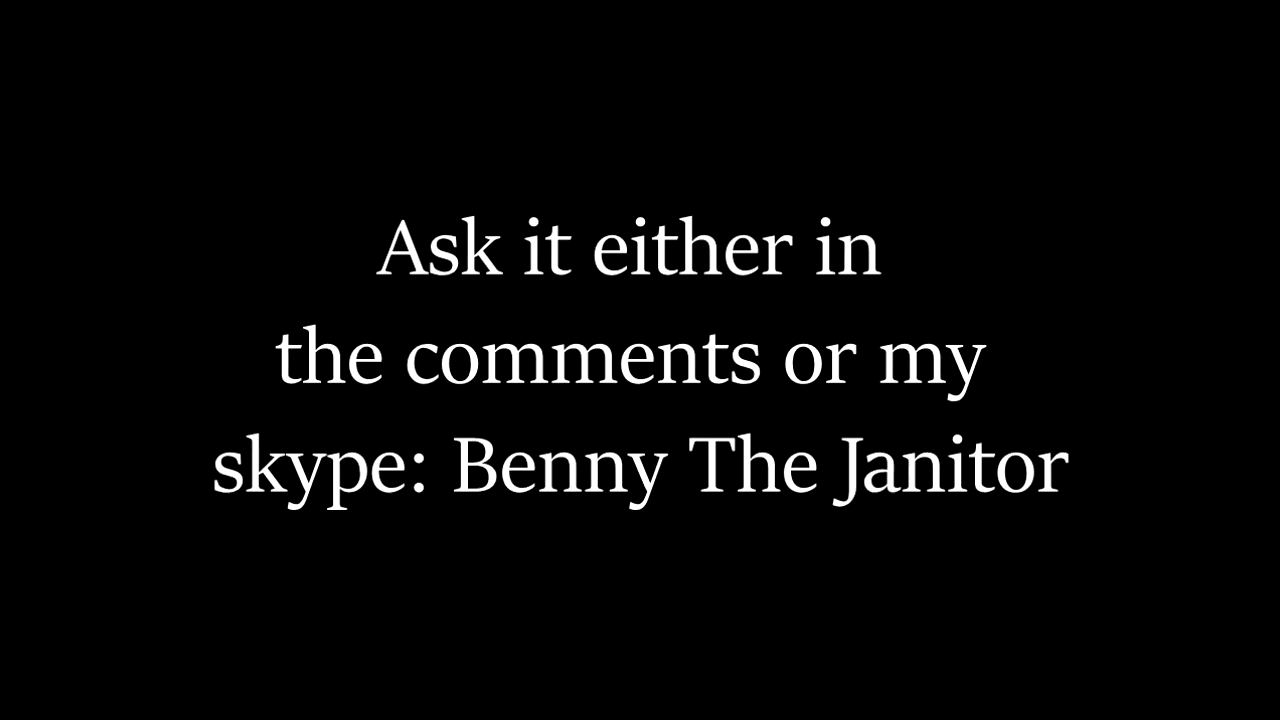 Ask it either in
the comments or my
skype: Benny The Janitor